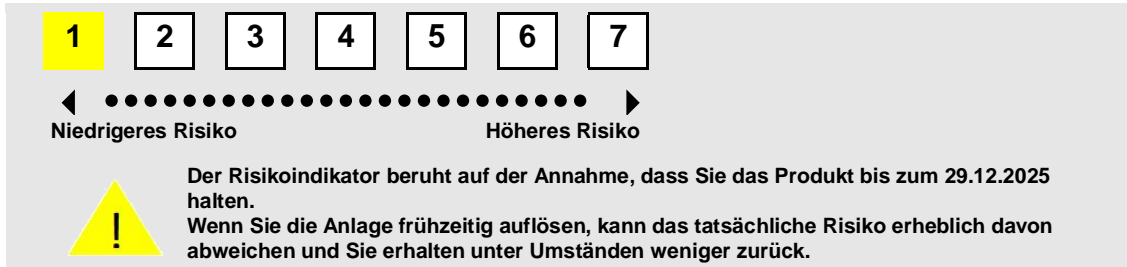 1 2 3 4 5 6 7
Niedrigeres Risiko Höheres Risiko
Der Risikoindikator beruht auf der Annahme, dass Sie das Produkt bis zum 29.12.2025
halten.
Wenn Sie die Anlage frühzeitig auflösen, kann das tatsächliche Risiko erheblich davon
abweichen und Sie erhalten unter Umständen weniger zurück.
!